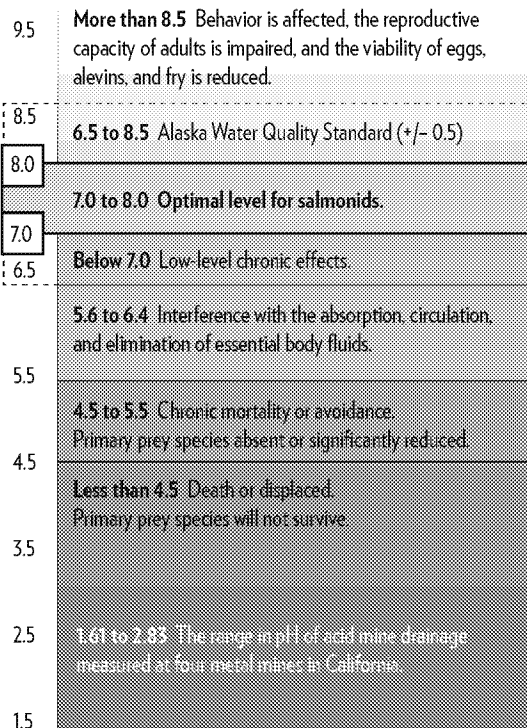 9.5
More than 8.5 Behavior is affected, the reproductive
capacity of adults is impaired, and the viability of eggs,
alevins, and fry is reduced.
8.5
6.5 to 8.5 Alaska Water Quality Standard (+/– 0.5)
8.0
7.0 to 8.0 Optimal level for salmonids.
7.0
Below 7.0 Low-level chronic effects.
6.5
5.6 to 6.4 Interference with the absorption, circulation,
and elimination of essential body fluids.
5.5
4.5 to 5.5 Chronic mortality or avoidance.
Primary prey species absent or significantly reduced.
4.5
Less than 4.5 Death or displaced.
Primary prey species will not survive.
3.5
2.5
1.61 to 2.83 The range in pH of acid mine drainage
measured at four metal mines in California.
1.5